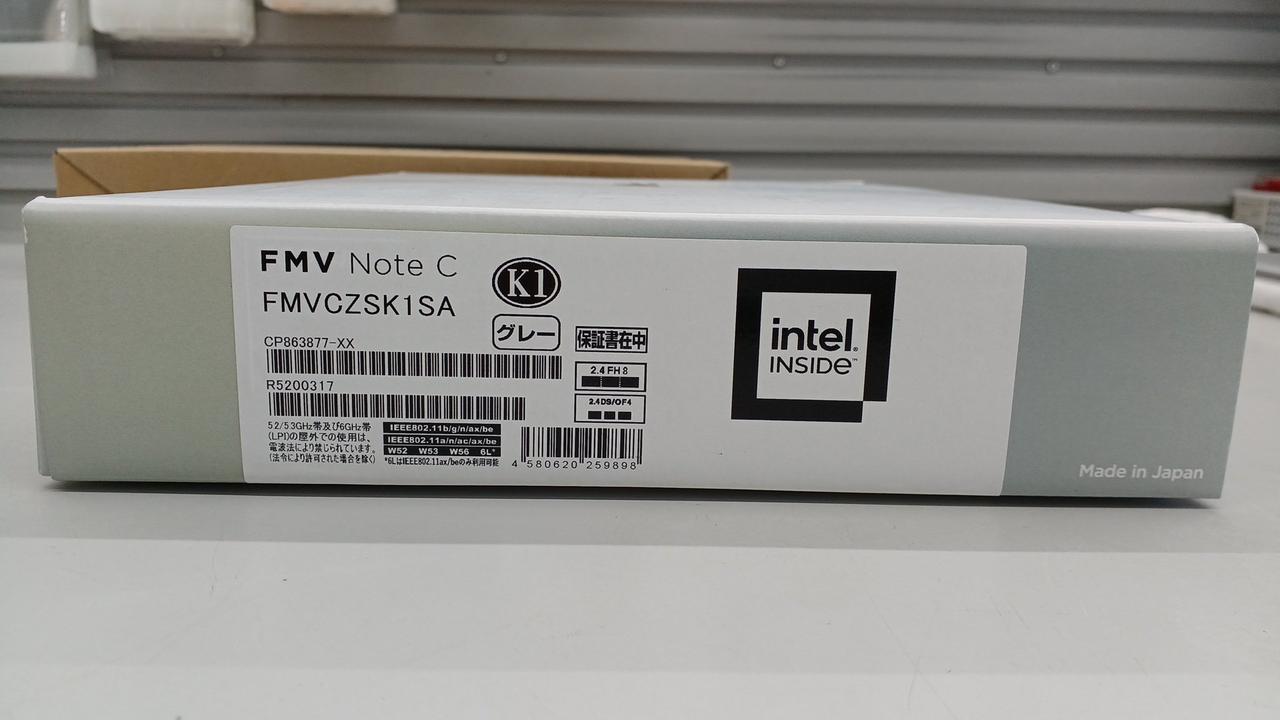 FMV Note C
FMVCZSK1SA
K1
グレー
保証書在中
CP863877-XX
R5200317
2.4 FH 8
2.4DS/OF4
5.2/5.3GHz帯及び6GHz帯
(LPI)の屋外での使用は、
電波法により禁じられています。
(法令により許可された場合を除く)
IEEE802.11b/g/n/ax/be
IEEE802.11a/n/ac/ax/be
W52 W53 W56 6L*
*6LはIEEE802.11ax/beのみ利用可能
4 580620 259898
intel.
INSIDE™
Made in Japan